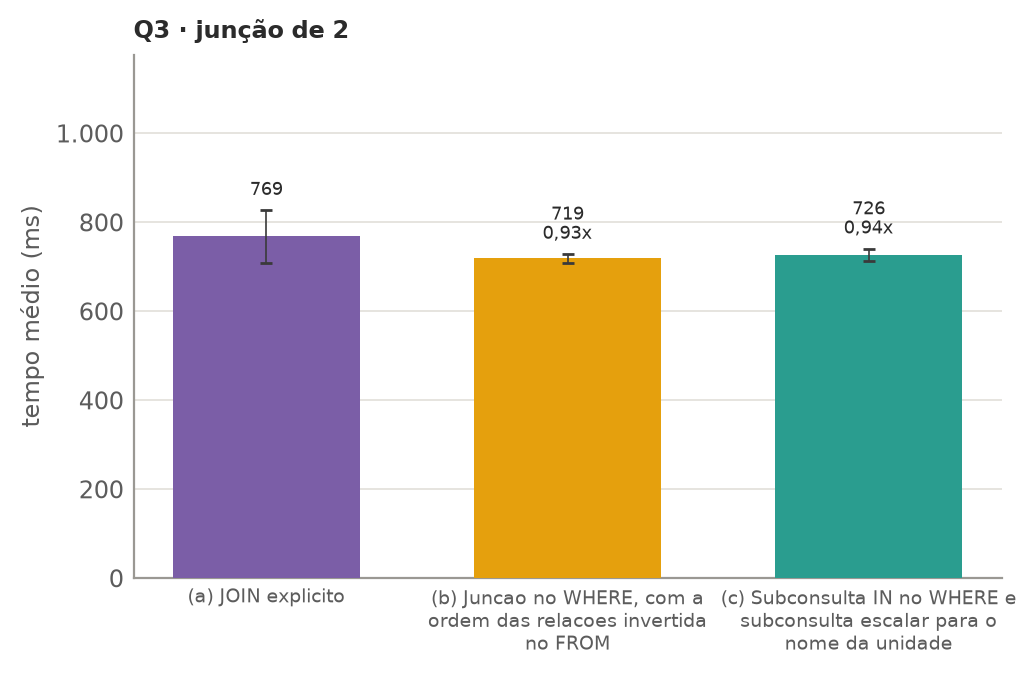 Q3 · junção de 2
tempo médio (ms)
1.000
800
600
400
200
0
769
719
0,93x
726
0,94x
(a) JOIN explicito
(b) Juncao no WHERE, com a
ordem das relacoes invertida
no FROM
(c) Subconsulta IN no WHERE e
subconsulta escalar para o
nome da unidade